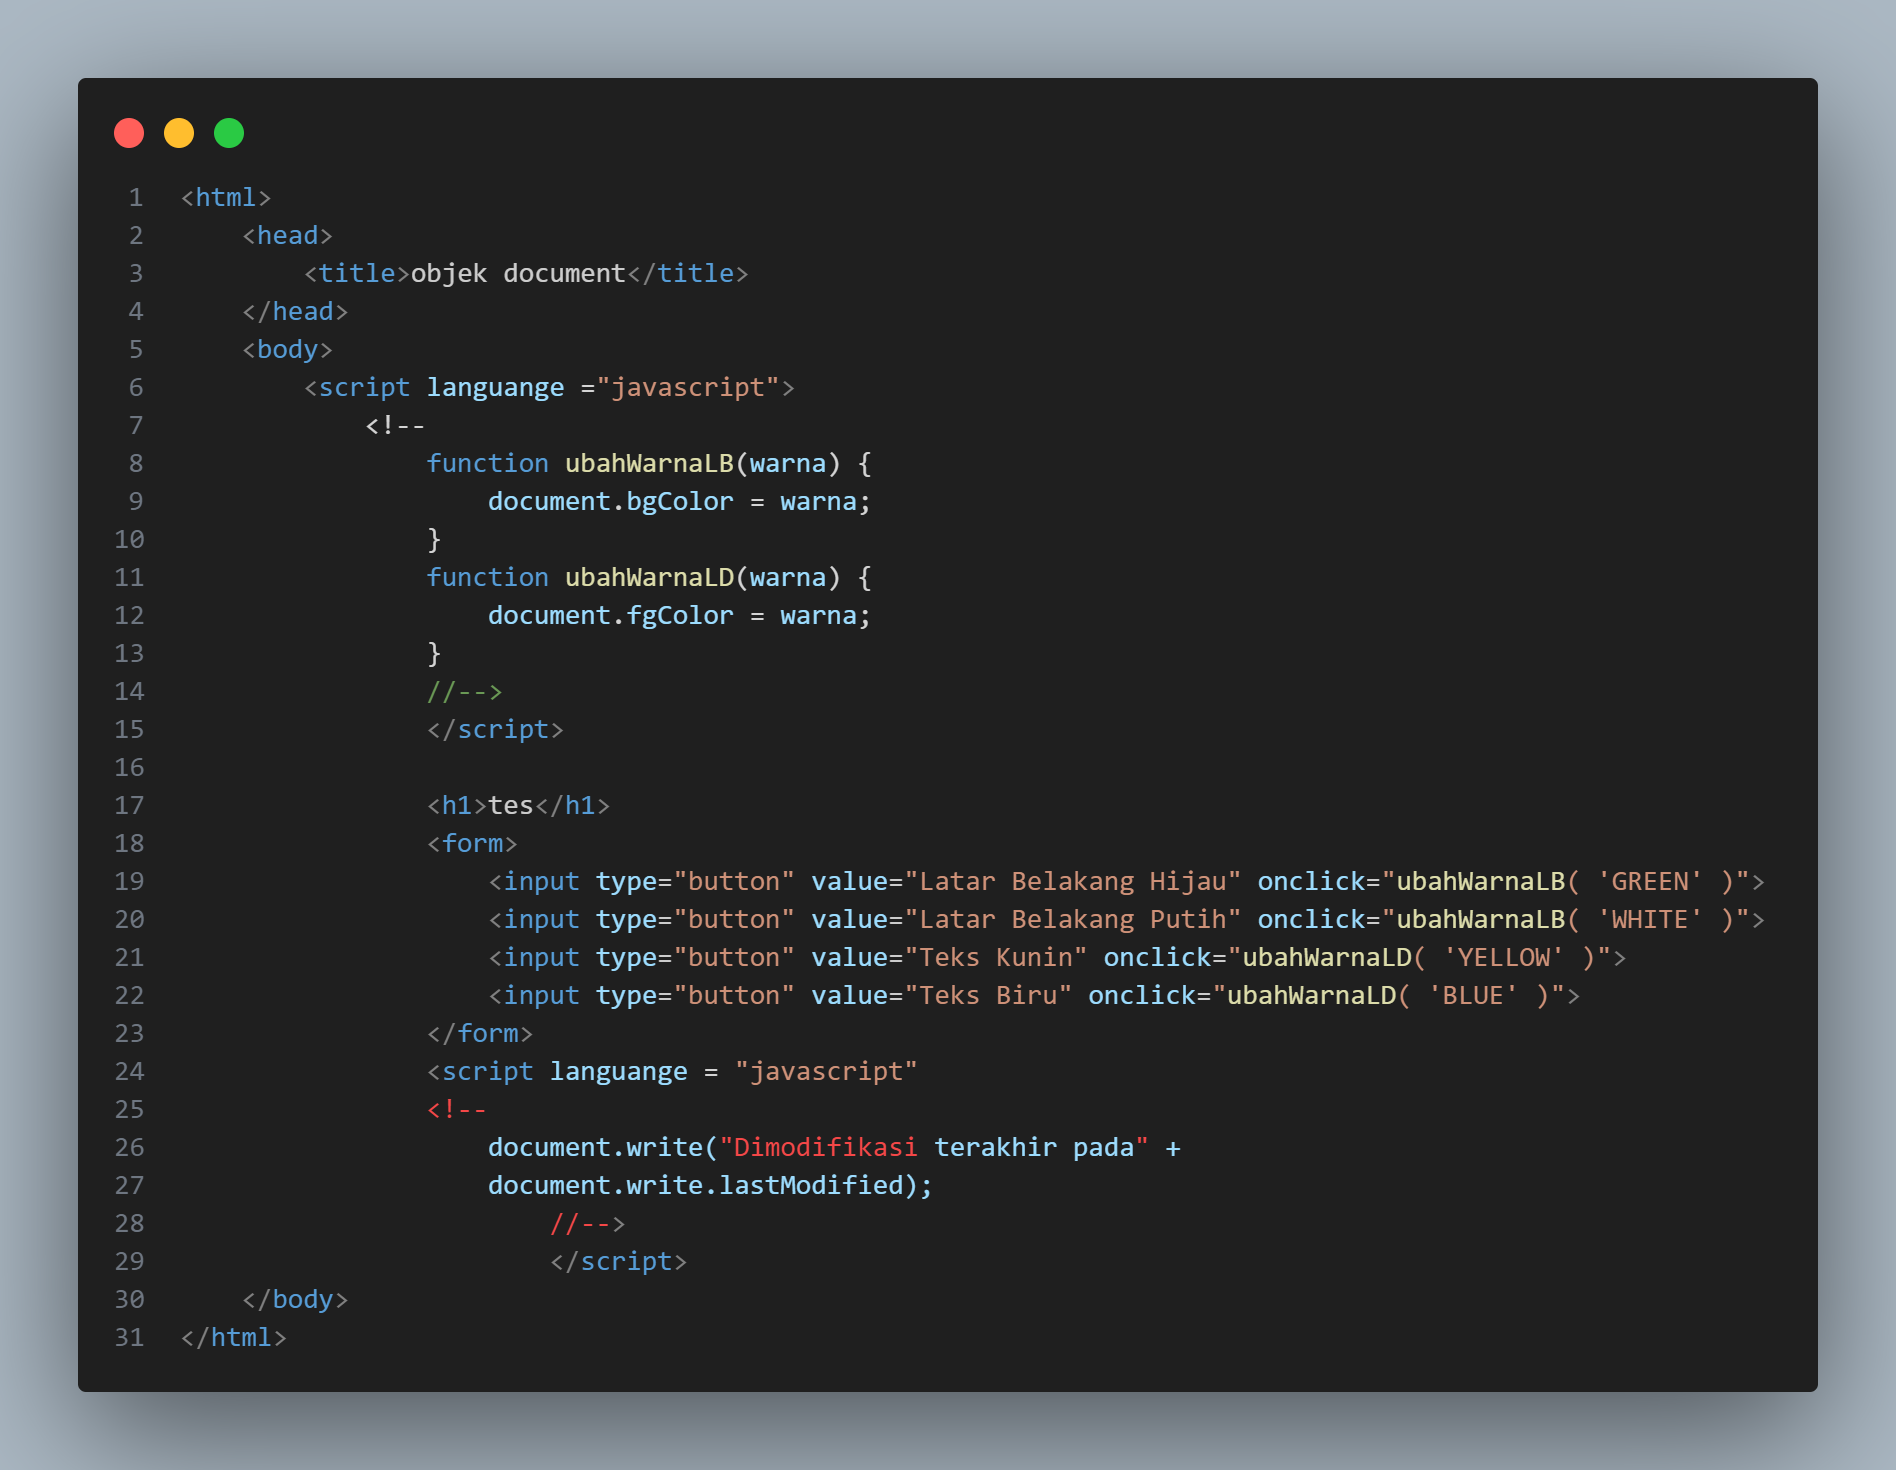 1 <html>
2     <head>
3         <title>objek document</title>
4     </head>
5     <body>
6         <script languange ="javascript">
7             <!--
8                 function ubahWarnaLB(warna) {
9                     document.bgColor = warna;
10                 }
11                 function ubahWarnaLD(warna) {
12                     document.fgColor = warna;
13                 }
14                 //-->
15                 </script>
16
17                 <h1>tes</h1>
18                 <form>
19                     <input type="button" value="Latar Belakang Hijau" onclick="ubahWarnaLB( 'GREEN' )">
20                     <input type="button" value="Latar Belakang Putih" onclick="ubahWarnaLB( 'WHITE' )">
21                     <input type="button" value="Teks Kunin" onclick="ubahWarnaLD( 'YELLOW' )">
22                     <input type="button" value="Teks Biru" onclick="ubahWarnaLD( 'BLUE' )">
23                 </form>
24                 <script languange = "javascript"
25                 <!--
26                     document.write("Dimodifikasi terakhir pada" +
27                     document.write.lastModified);
28                         //-->
29                         </script>
30     </body>
31 </html>